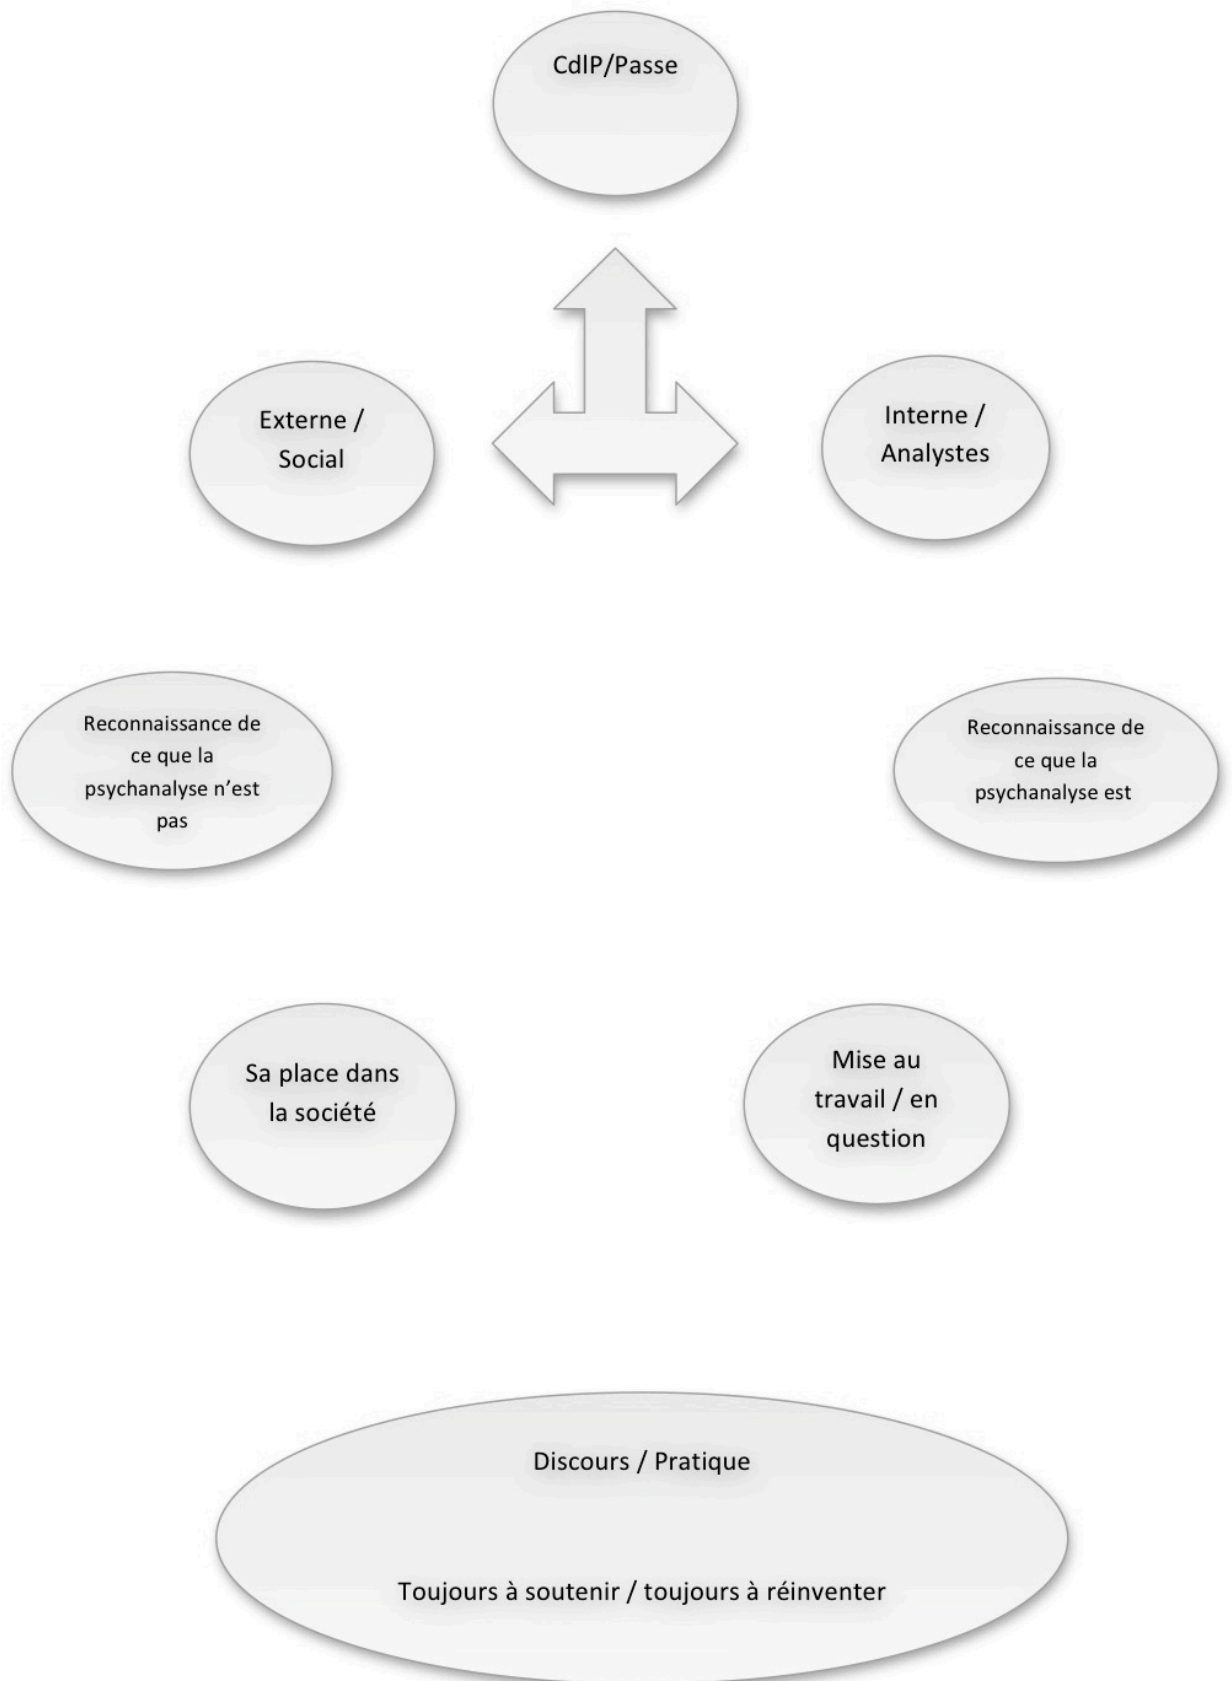 CdIP/Passe
Externe /
Social
Interne /
Analystes
Reconnaissance de
ce que la
psychanalyse n’est
pas
Reconnaissance de
ce que la
psychanalyse est
Sa place dans
la société
Mise au
travail / en
question
Discours / Pratique
Toujours à soutenir / toujours à réinventer